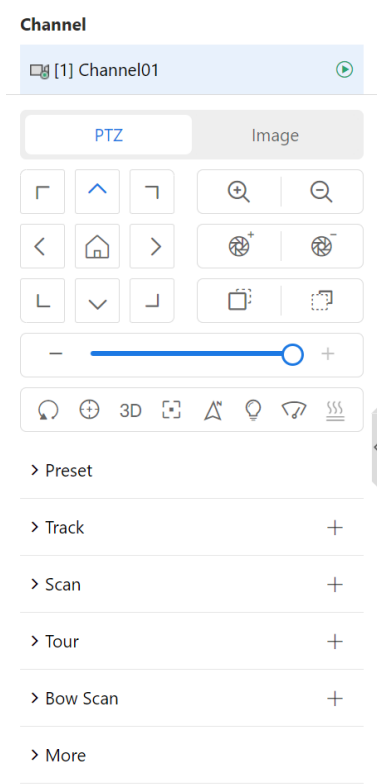 Channel
[1] Channel01
PTZ Image
3D N
Preset
Track
Scan
Tour
Bow Scan
More